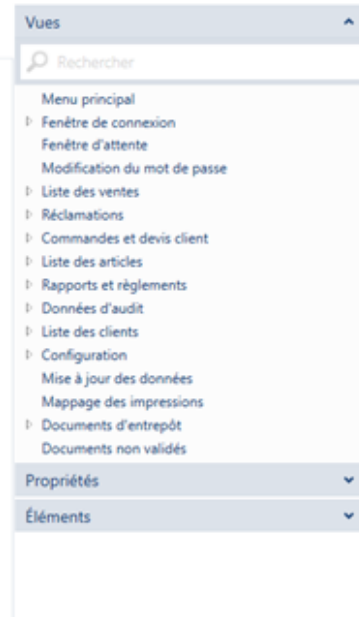 Vues
Rechercher
Menu principal
Fenêtre de connexion
Fenêtre d'attente
Modification du mot de passe
Liste des ventes
Réclamations
Commandes et devis client
Liste des articles
Rapports et règlements
Données d'audit
Liste des clients
Configuration
Mise à jour des données
Mappage des impressions
Documents d'entrepôt
Documents non validés
Propriétés
Éléments